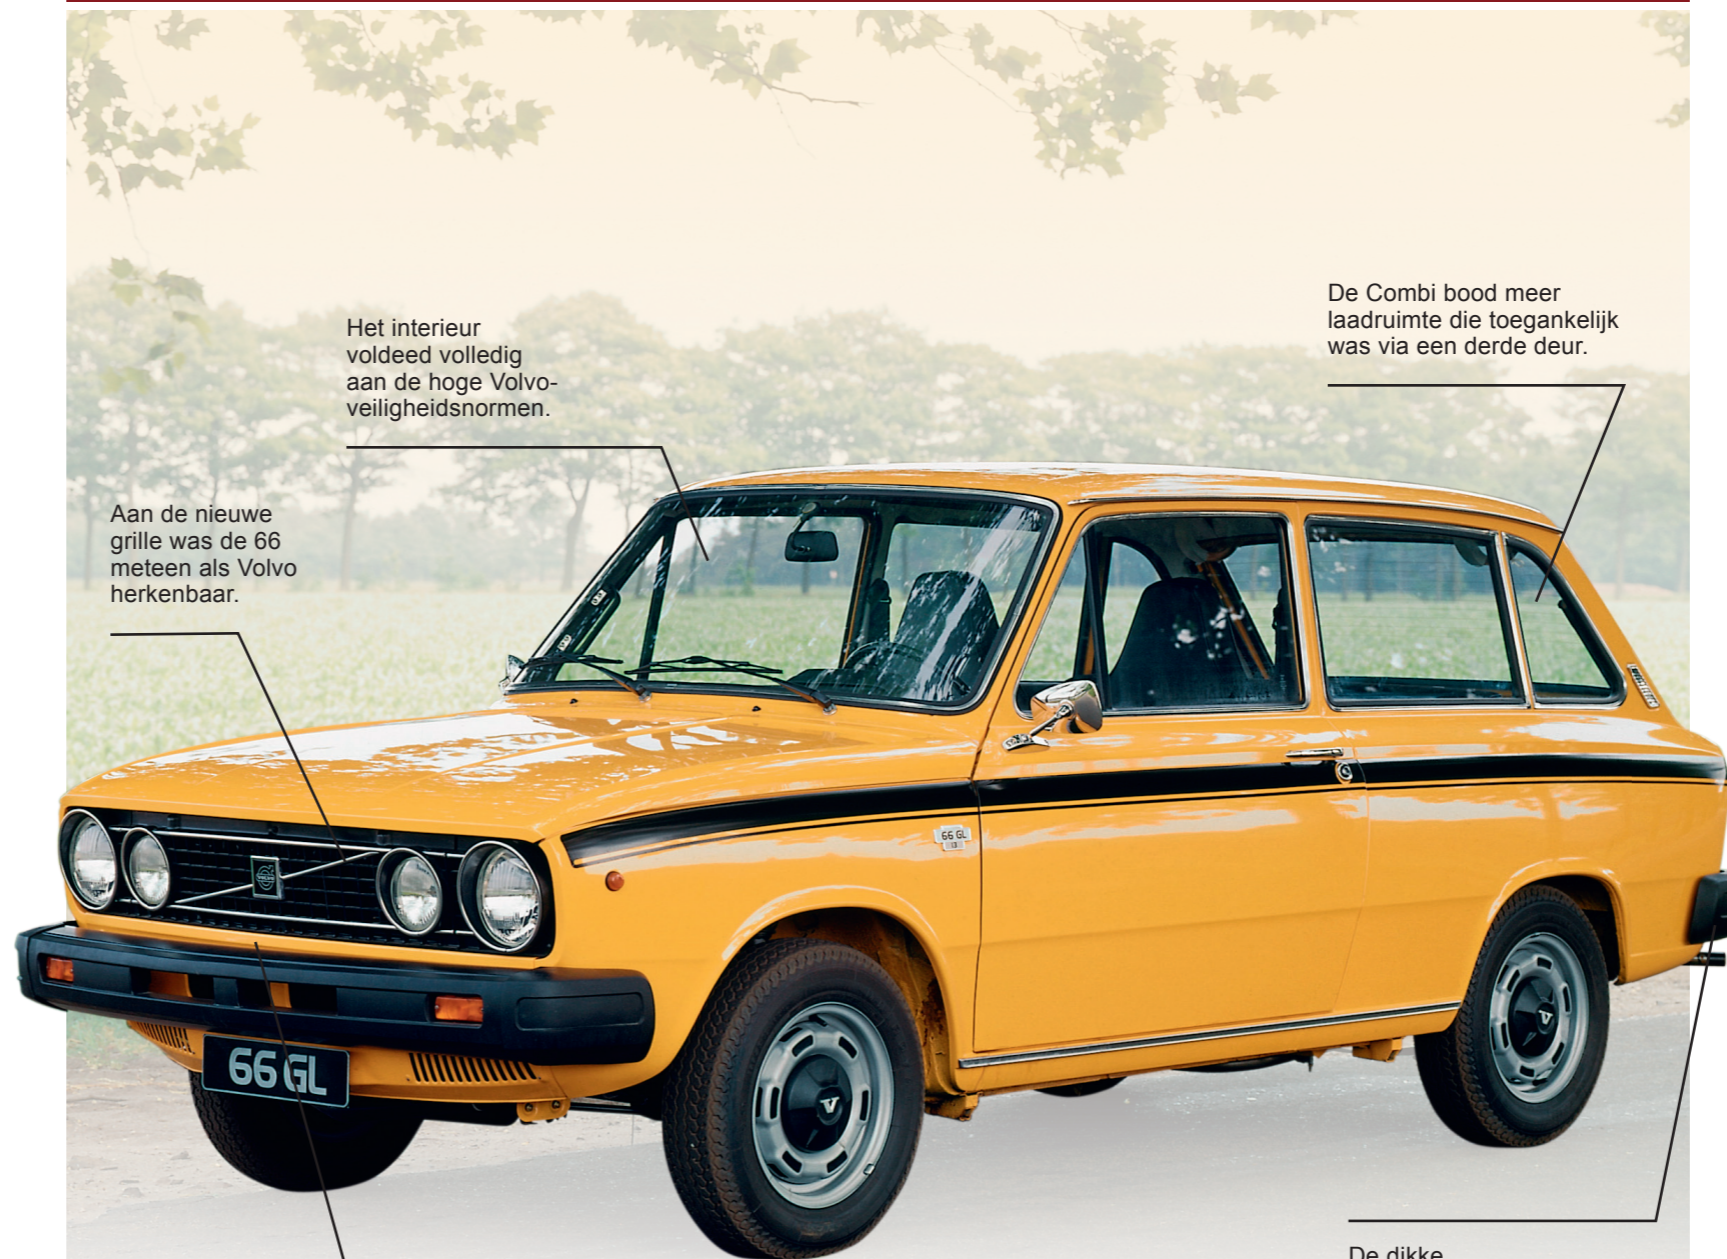 De Combi bood meer
laadruimte die toegankelijk
was via een derde deur.
Het interieur
voldeed volledig
aan de hoge Volvo-
veiligheidsnormen.
Aan de nieuwe
grille was de 66
meteen als Volvo
herkenbaar.
66 GL
13
VOLVO
66 GL
V
V
De dikke